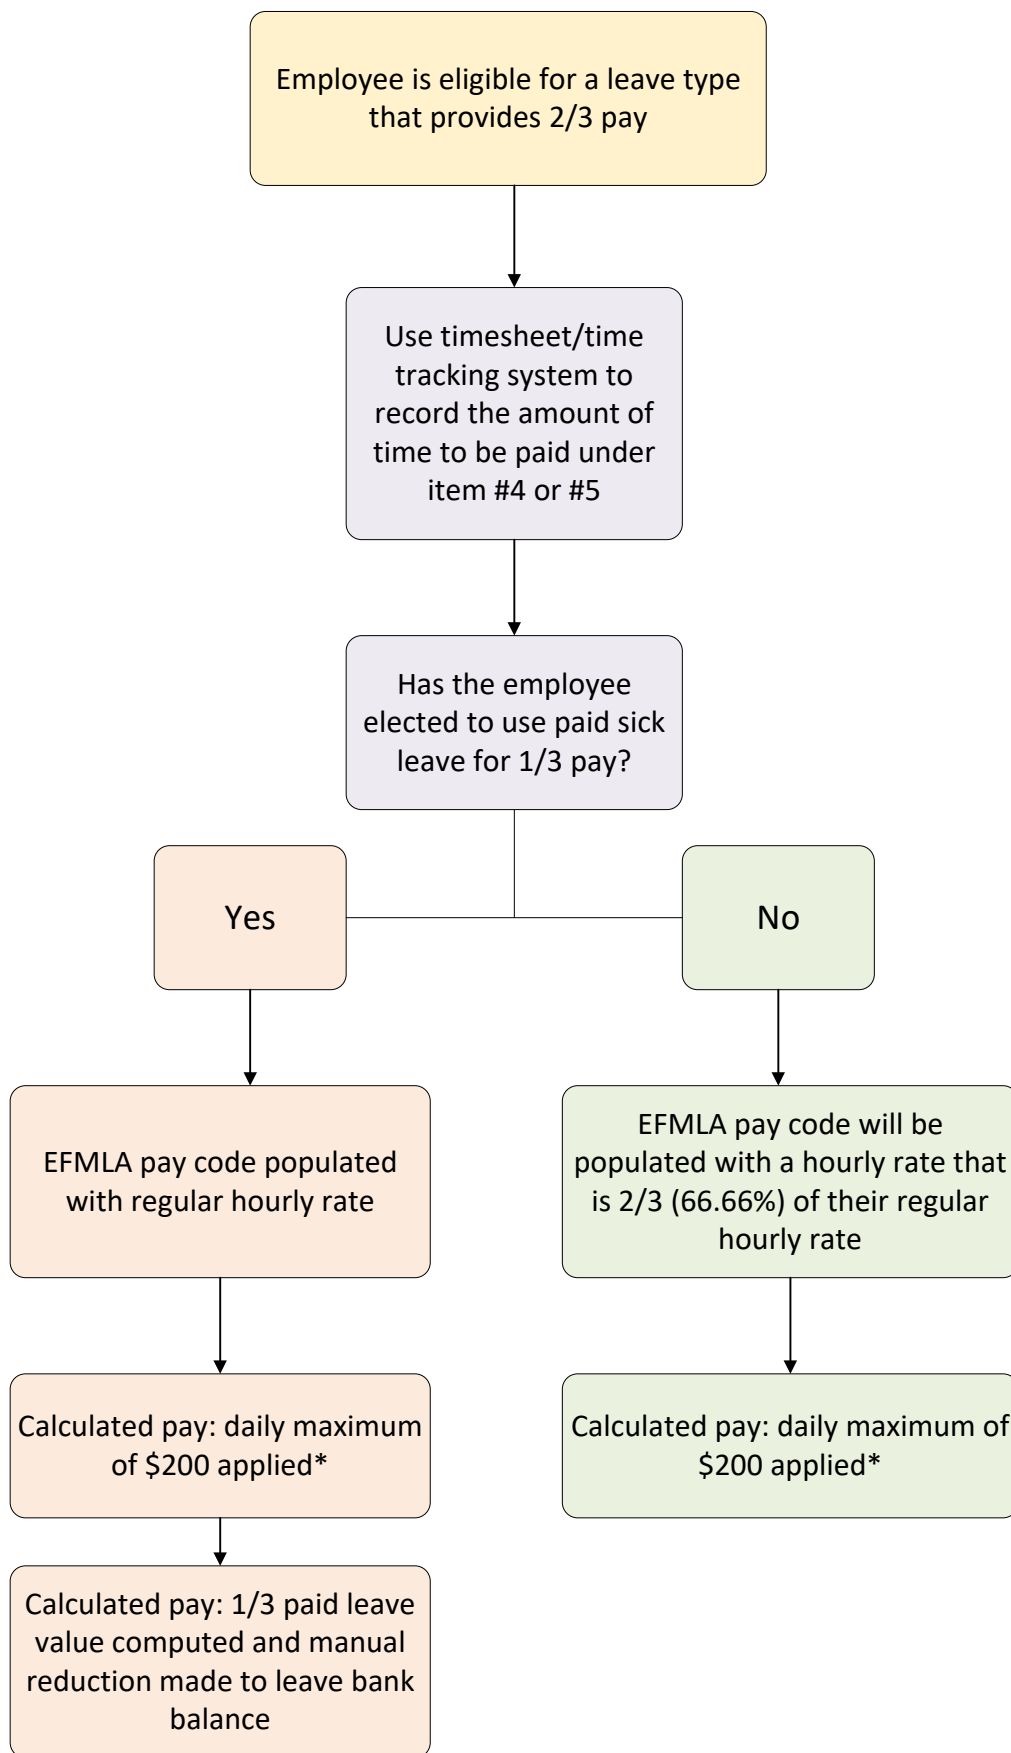 Employee is eligible for a leave type
that provides 2/3 pay
Use timesheet/time
tracking system to
record the amount of
time to be paid under
item #4 or #5
Has the employee
elected to use paid sick
leave for 1/3 pay?
Yes
No
EFMLA pay code populated
with regular hourly rate
EFMLA pay code will be
populated with a hourly rate that
is 2/3 (66.66%) of their regular
hourly rate
Calculated pay: daily maximum
of $200 applied*
Calculated pay: daily maximum of
$200 applied*
Calculated pay: 1/3 paid leave
value computed and manual
reduction made to leave bank
balance